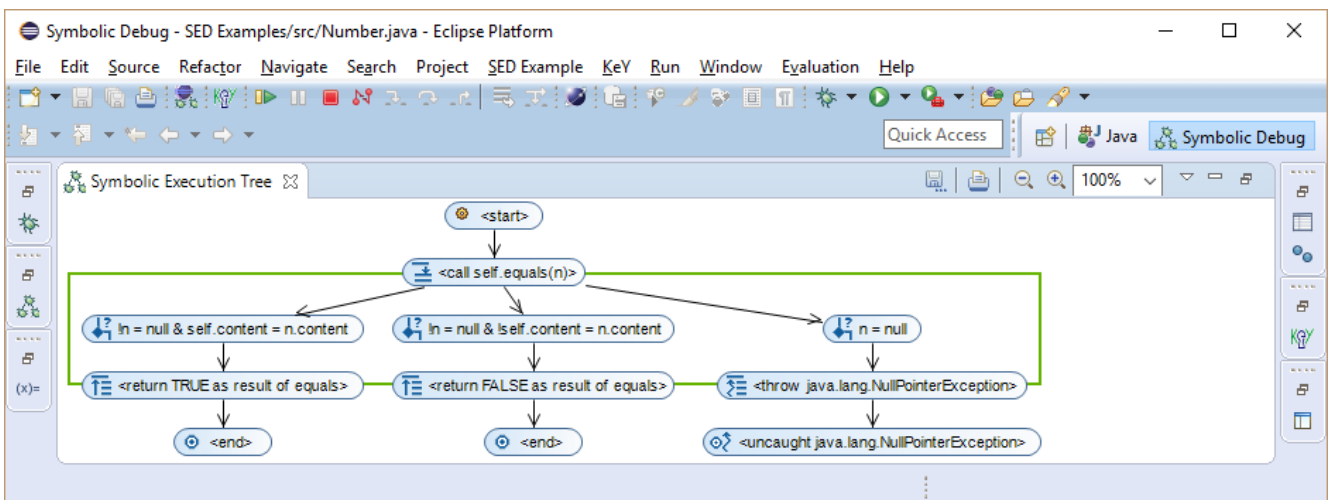 Symbolic Debug - SED Examples/src/Number.java - Eclipse Platform
File Edit Source Refactor Navigate Search Project SED Example KeY Run Window Evaluation Help
Quick Access Java Symbolic Debug
Symbolic Execution Tree 100%
<start>
<call self.equals(n)>
!n = null & self.content = n.content !n = null & !self.content = n.content n = null
<return TRUE as result of equals> <return FALSE as result of equals> <throw java.lang.NullPointerException>
(x)=
<end> <end> <uncaught java.lang.NullPointerException>